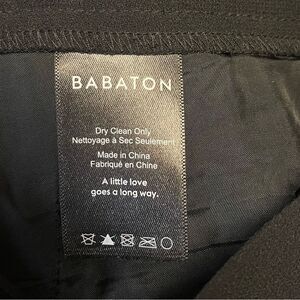 BABATON
Dry Clean Only
Nettoyage à Sec Seulement
Made in China
Fabriqué en Chine
A little love
goes a long way.